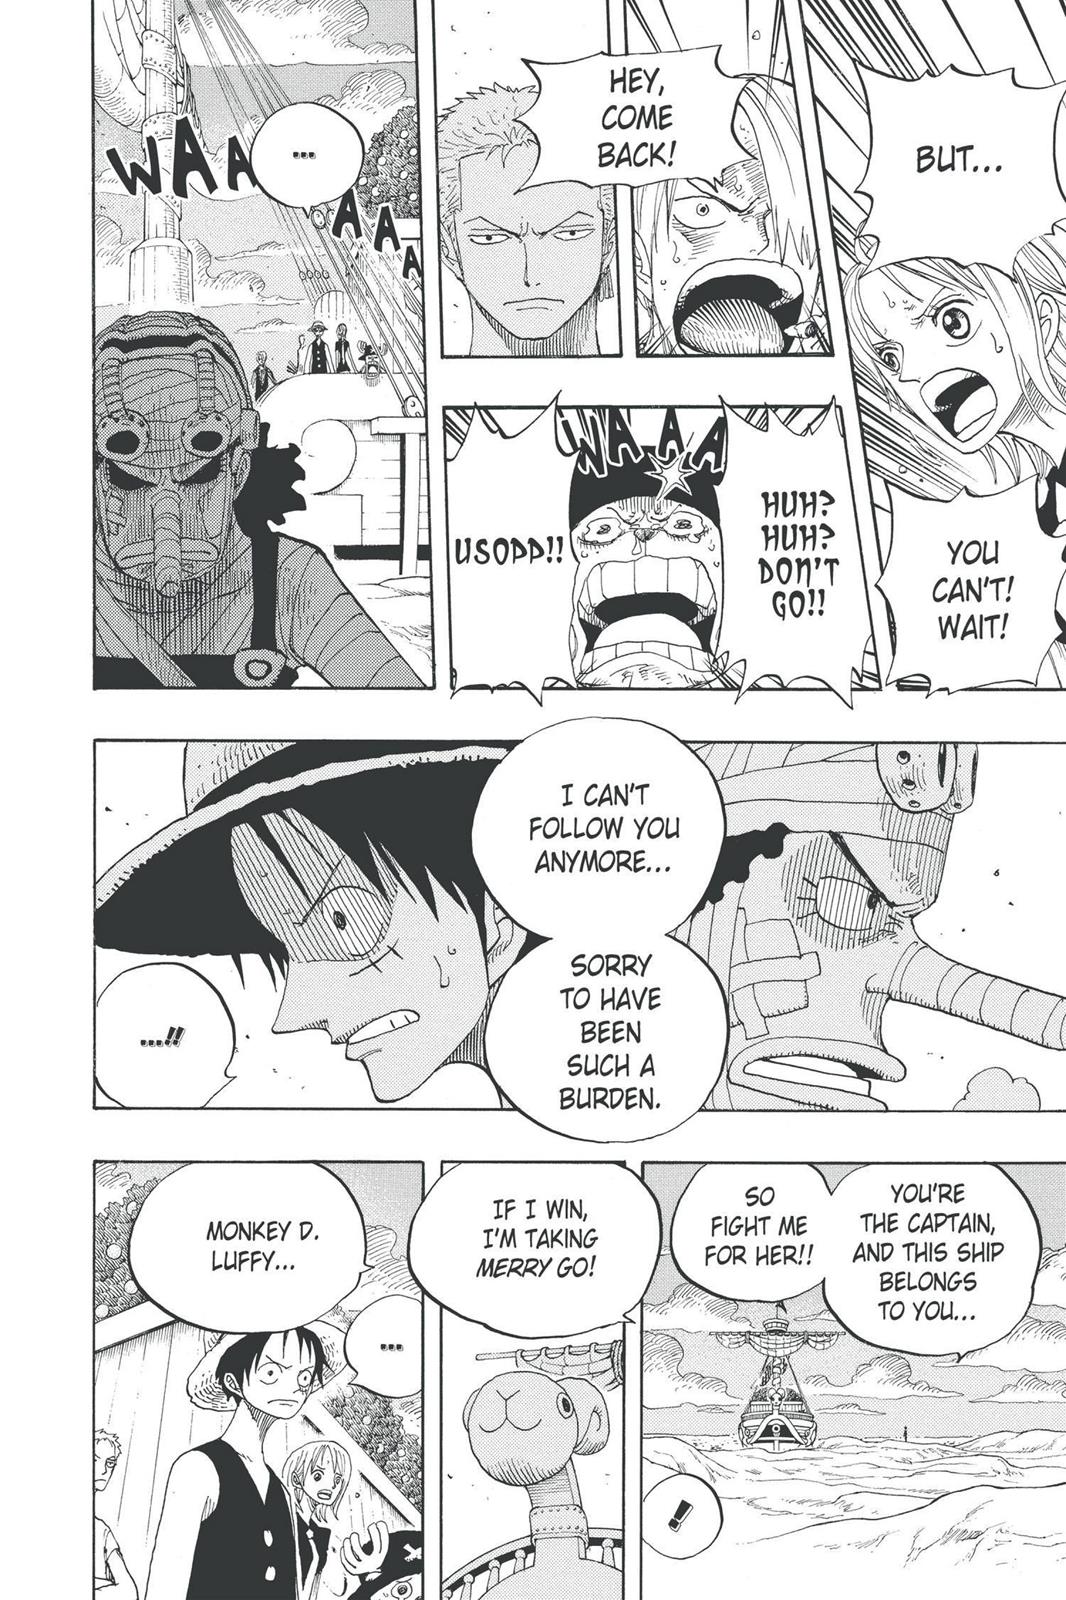 BUT...
YOU
CAN'T!
WAIT!
HEY,
COME
BACK!
HUH?
HUH?
DON'T
GO!!
WAAA
USOPP!!
...
WAA
AAA
I CAN'T
FOLLOW YOU
ANYMORE...
SORRY
TO HAVE
BEEN
SUCH A
BURDEN.
...!!
YOU'RE
THE CAPTAIN,
AND THIS SHIP
BELONGS
TO YOU...
SO
FIGHT ME
FOR HER!!
!
IF I WIN,
I'M TAKING
MERRY GO!
MONKEY D.
LUFFY...
...